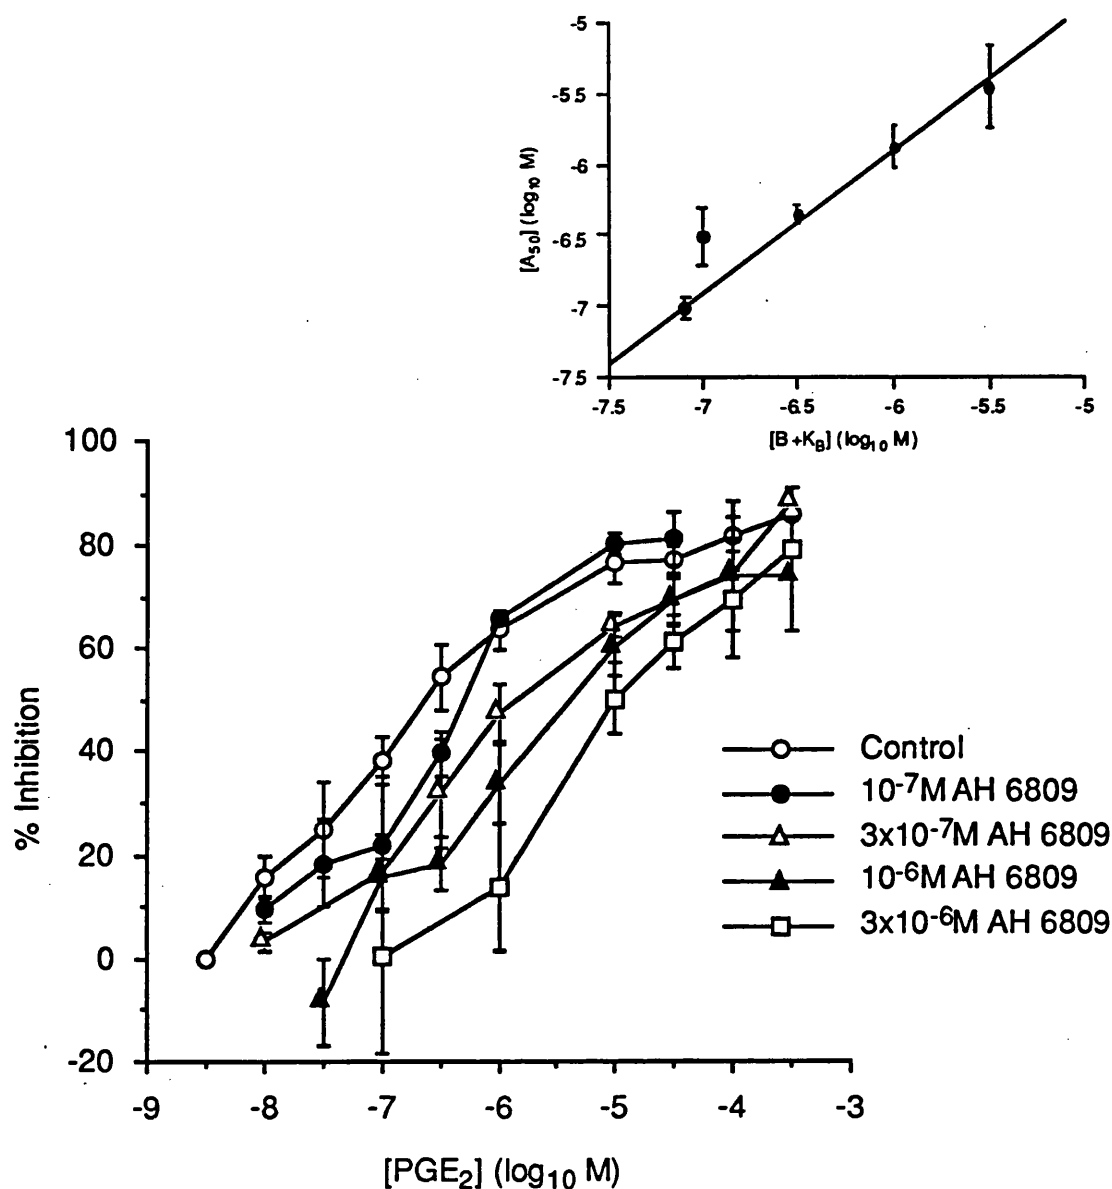 -5
-5.5
-6
-6.5
-7
-7.5
[A₅₀] (log₁₀ M)
-7.5 -7 -6.5 -6 -5.5 -5
[B+K_B] (log₁₀ M)
100
80
60
40
20
0
-20
% Inhibition
Control
10⁻⁷M AH 6809
3x10⁻⁷M AH 6809
10⁻⁶M AH 6809
3x10⁻⁶M AH 6809
-9 -8 -7 -6 -5 -4 -3
[PGE₂] (log₁₀ M)